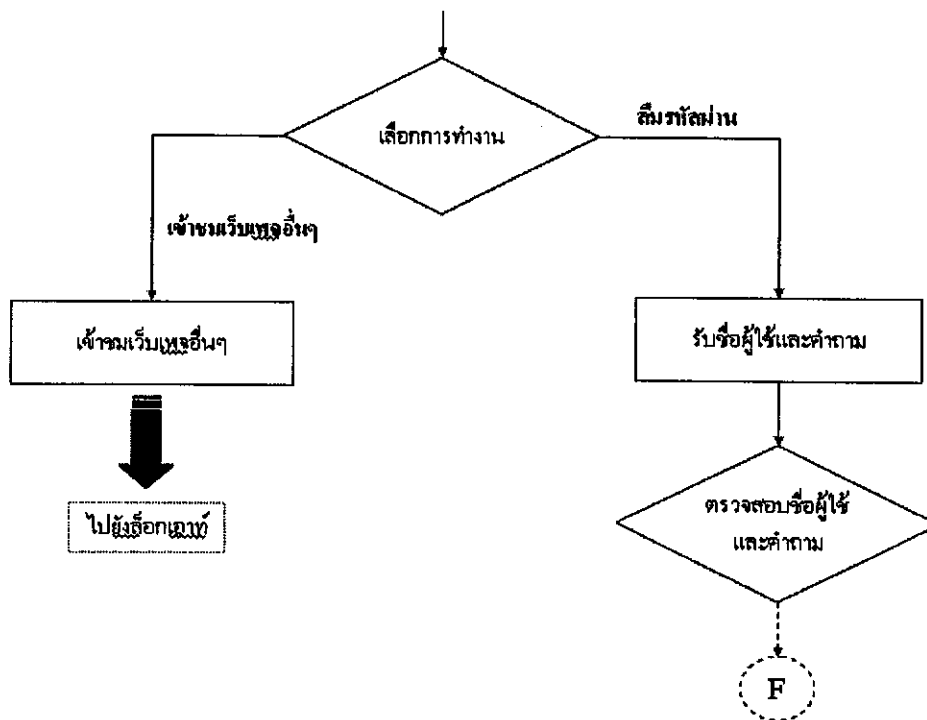 เลือกการทำงาน
ลืมรหัสผ่าน
เข้าชมเว็บเพจอื่นๆ
เข้าชมเว็บเพจอื่นๆ
รับชื่อผู้ใช้และคำถาม
ไปยังล็อกเอาท์
ตรวจสอบชื่อผู้ใช้
และคำถาม
F